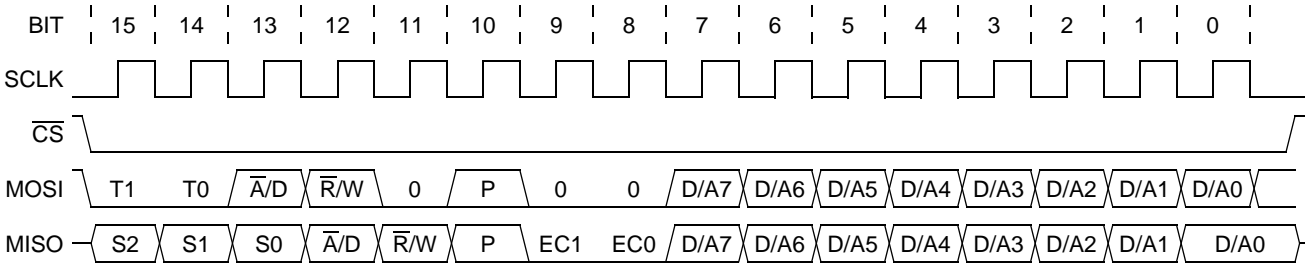 BIT 15 14 13 12 11 10 9 8 7 6 5 4 3 2 1 0
SCLK
C̅S̅
MOSI T1 T0 A̅/D R̅/W 0 P 0 0 D/A7 D/A6 D/A5 D/A4 D/A3 D/A2 D/A1 D/A0
MISO S2 S1 S0 A̅/D R̅/W P EC1 EC0 D/A7 D/A6 D/A5 D/A4 D/A3 D/A2 D/A1 D/A0